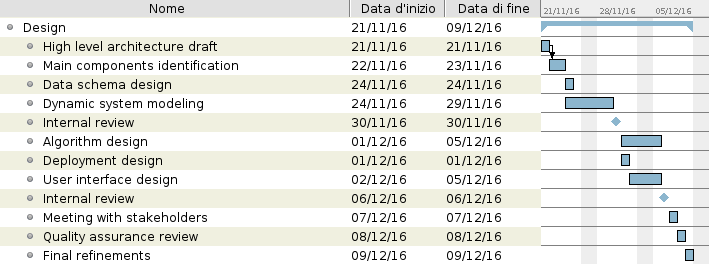 Nome Data d'inizio Data di fine 21/11/16 28/11/16 05/12/16
Design 21/11/16 09/12/16
High level architecture draft 21/11/16 21/11/16
Main components identification 22/11/16 23/11/16
Data schema design 24/11/16 24/11/16
Dynamic system modeling 24/11/16 29/11/16
Internal review 30/11/16 30/11/16
Algorithm design 01/12/16 05/12/16
Deployment design 01/12/16 01/12/16
User interface design 02/12/16 05/12/16
Internal review 06/12/16 06/12/16
Meeting with stakeholders 07/12/16 07/12/16
Quality assurance review 08/12/16 08/12/16
Final refinements 09/12/16 09/12/16